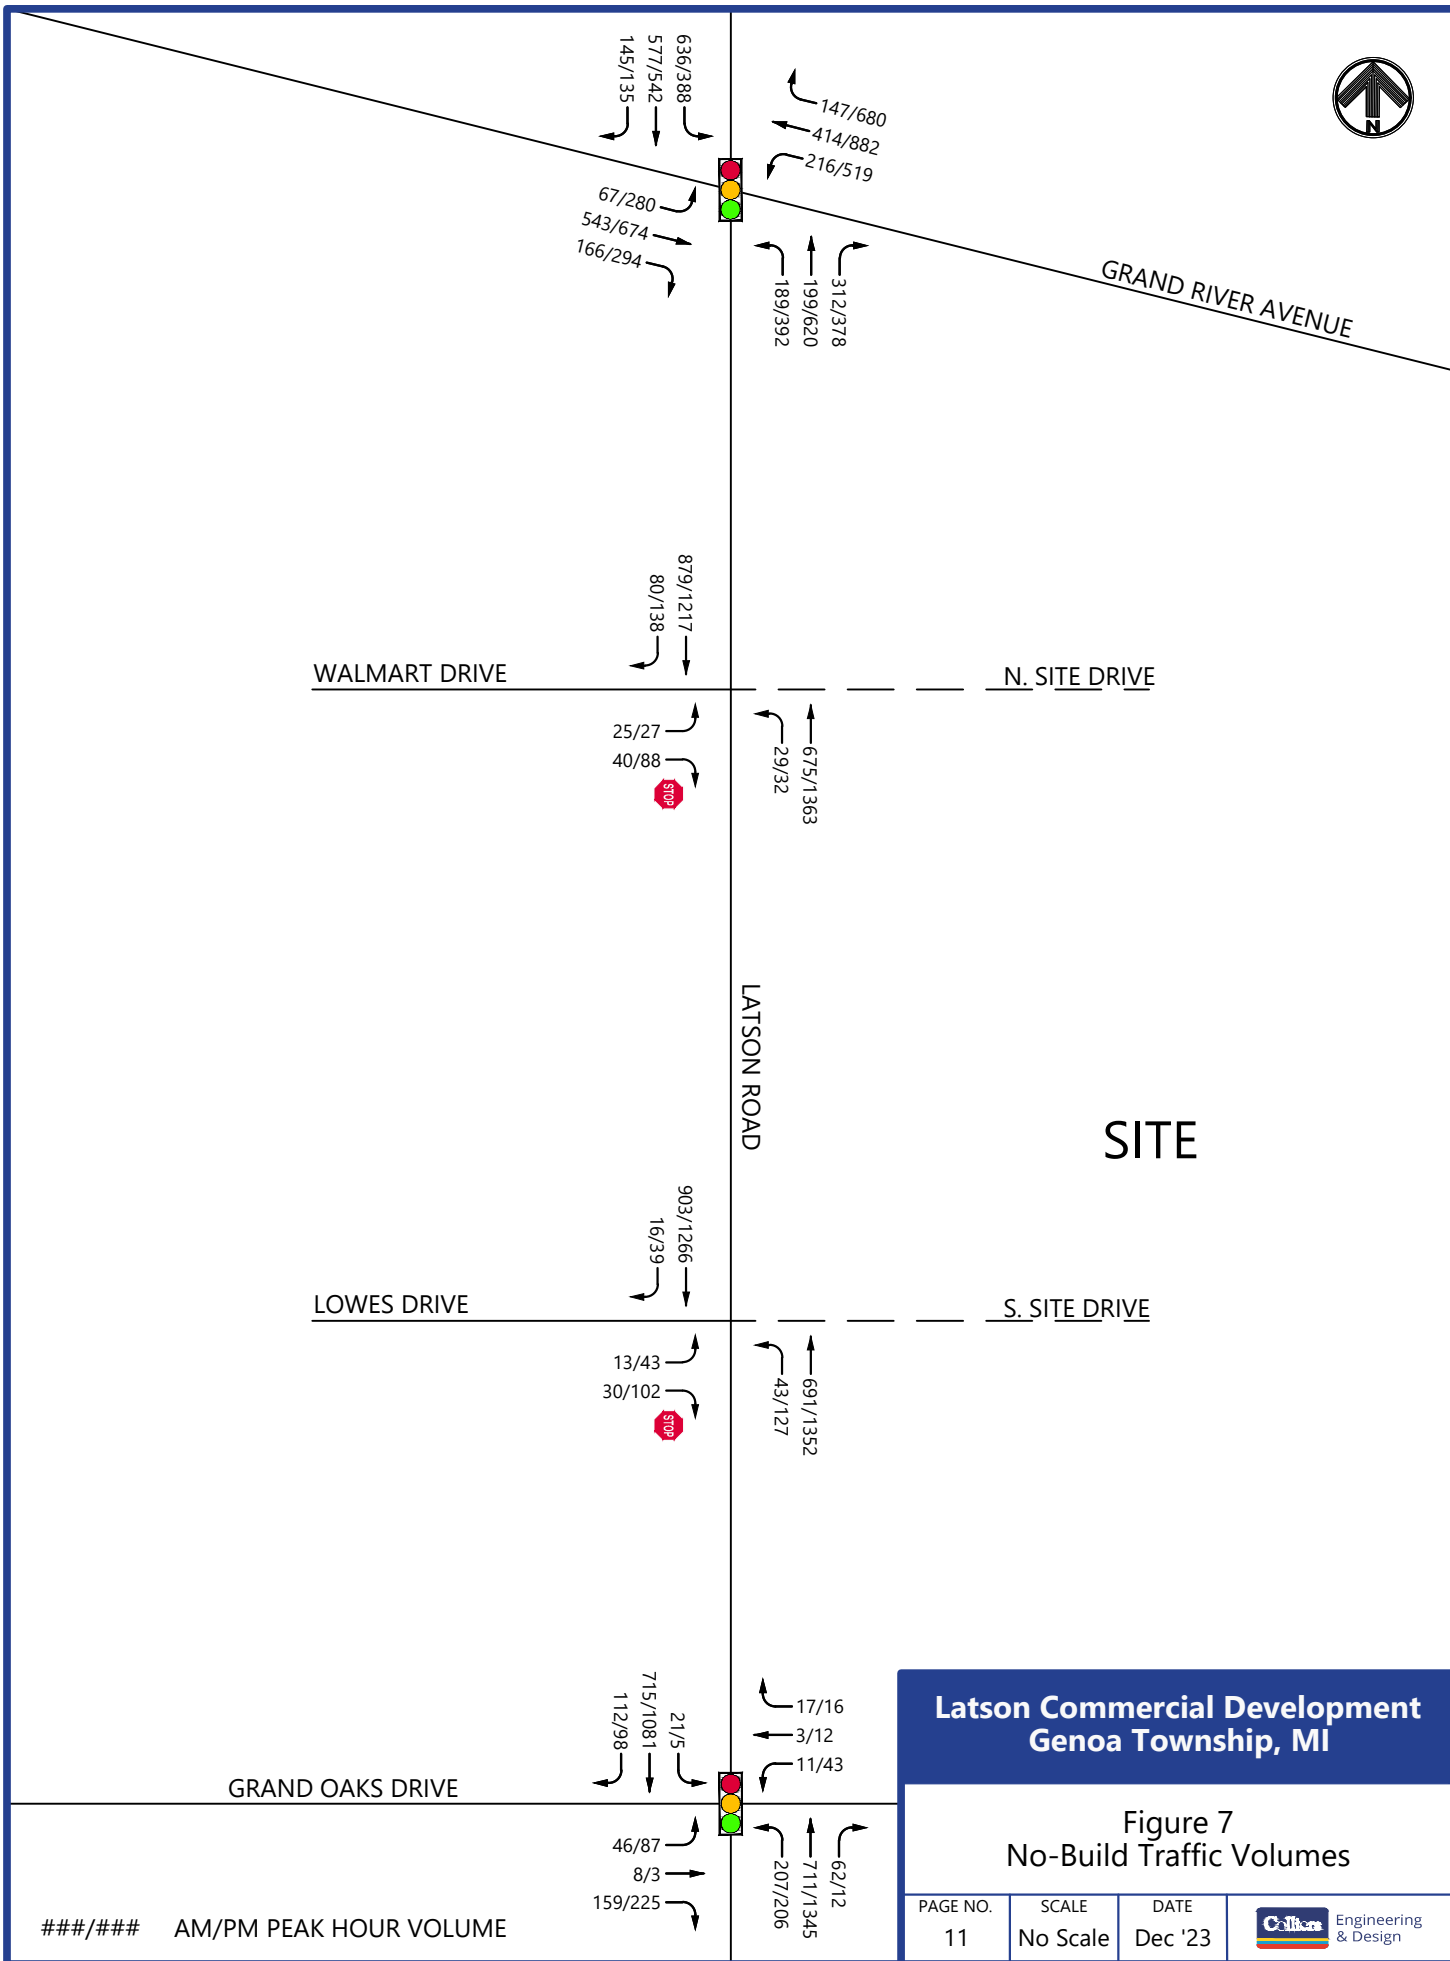 636/388
577/542
145/135
147/680
414/882
216/519
N
67/280
543/674
166/294
189/392
199/620
312/378
GRAND RIVER AVENUE
879/1217
80/138
WALMART DRIVE
N. SITE DRIVE
25/27
40/88
STOP
29/32
675/1363
LATSON ROAD
SITE
903/1266
16/39
LOWES DRIVE
S. SITE DRIVE
13/43
30/102
STOP
43/127
691/1352
21/5
715/1081
112/98
17/16
3/12
11/43
GRAND OAKS DRIVE
46/87
8/3
159/225
207/206
711/1345
62/12
###/### AM/PM PEAK HOUR VOLUME
Latson Commercial Development
Genoa Township, MI
Figure 7
No-Build Traffic Volumes
PAGE NO.
11
SCALE
No Scale
DATE
Dec '23
Colliers
Engineering
& Design